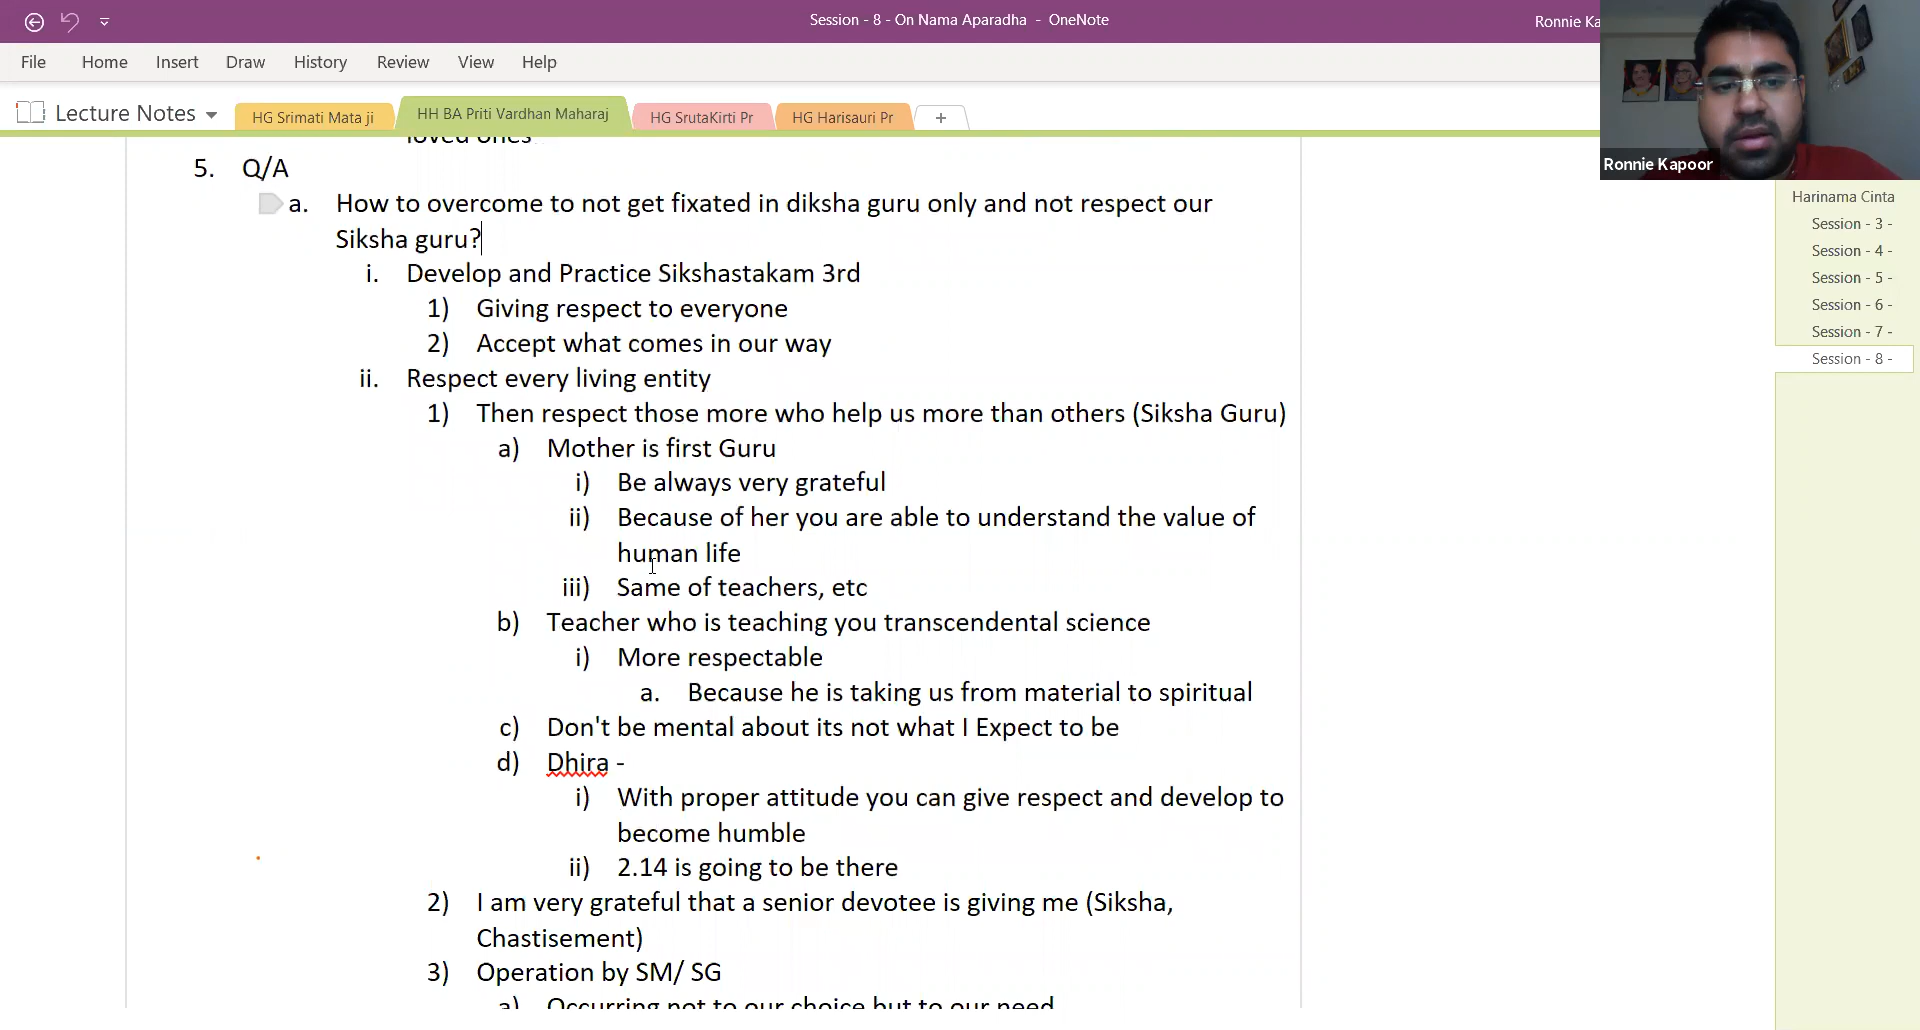 Session - 8 - On Nama Aparadha - OneNote
Ronnie Ka
File Home Insert Draw History Review View Help
Lecture Notes
HG Srimati Mata ji
HH BA Priti Vardhan Maharaj
HG SrutaKirti Pr
HG Harisauri Pr
+
Ronnie Kapoor
loved ones
5. Q/A
a. How to overcome to not get fixated in diksha guru only and not respect our
Siksha guru?
i. Develop and Practice Sikshastakam 3rd
1) Giving respect to everyone
2) Accept what comes in our way
ii. Respect every living entity
1) Then respect those more who help us more than others (Siksha Guru)
a) Mother is first Guru
i) Be always very grateful
ii) Because of her you are able to understand the value of
human life
iii) Same of teachers, etc
b) Teacher who is teaching you transcendental science
i) More respectable
a. Because he is taking us from material to spiritual
c) Don't be mental about its not what I Expect to be
d) Dhira -
i) With proper attitude you can give respect and develop to
become humble
ii) 2.14 is going to be there
2) I am very grateful that a senior devotee is giving me (Siksha,
Chastisement)
3) Operation by SM/ SG
a) Occurring not to our choice but to our need
Harinama Cinta
Session - 3 -
Session - 4 -
Session - 5 -
Session - 6 -
Session - 7 -
Session - 8 -